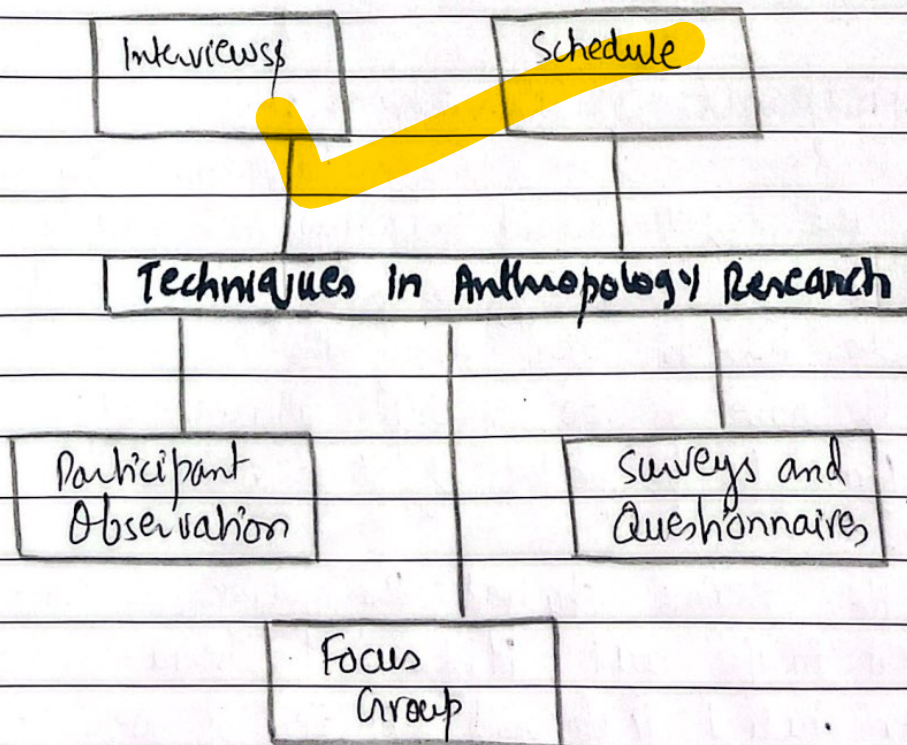 Interviews
Schedule
Techniques in Anthropology Research
Participant
Observation
Surveys and
Questionnaires
Focus
Group